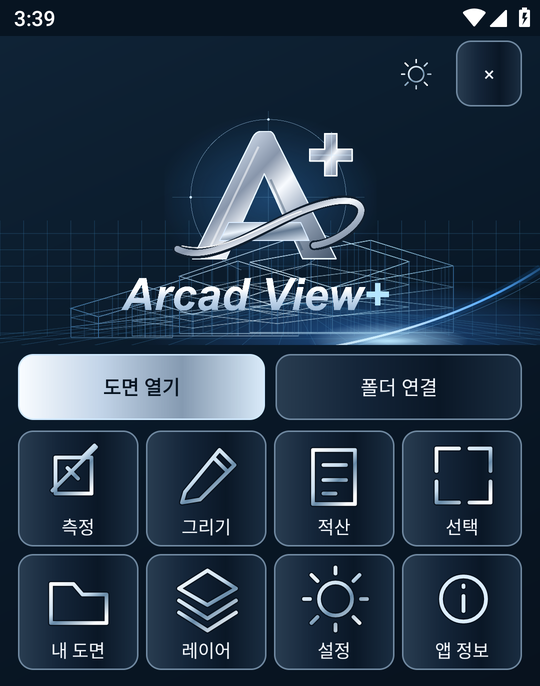 3:39
×
Arcad View+
도면 열기
폴더 연결
측정
그리기
적산
선택
내 도면
레이어
설정
앱 정보